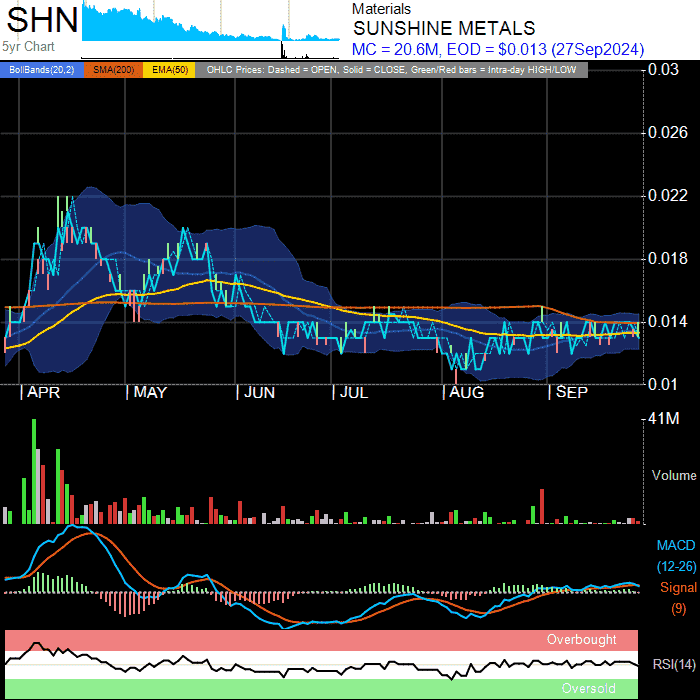 SHN
5yr Chart
Materials
SUNSHINE METALS
MC = 20.6M, EOD = $0.013 (27Sep2024)
BollBands(20,2) SMA(200) EMA(50) OHLC Prices: Dashed = OPEN, Solid = CLOSE, Green/Red bars = Intra-day HIGH/LOW
0.03
0.026
0.022
0.018
0.014
0.01
APR MAY JUN JUL AUG SEP
41M
Volume
MACD
(12-26)
Signal
(9)
Overbought
RSI(14)
Oversold